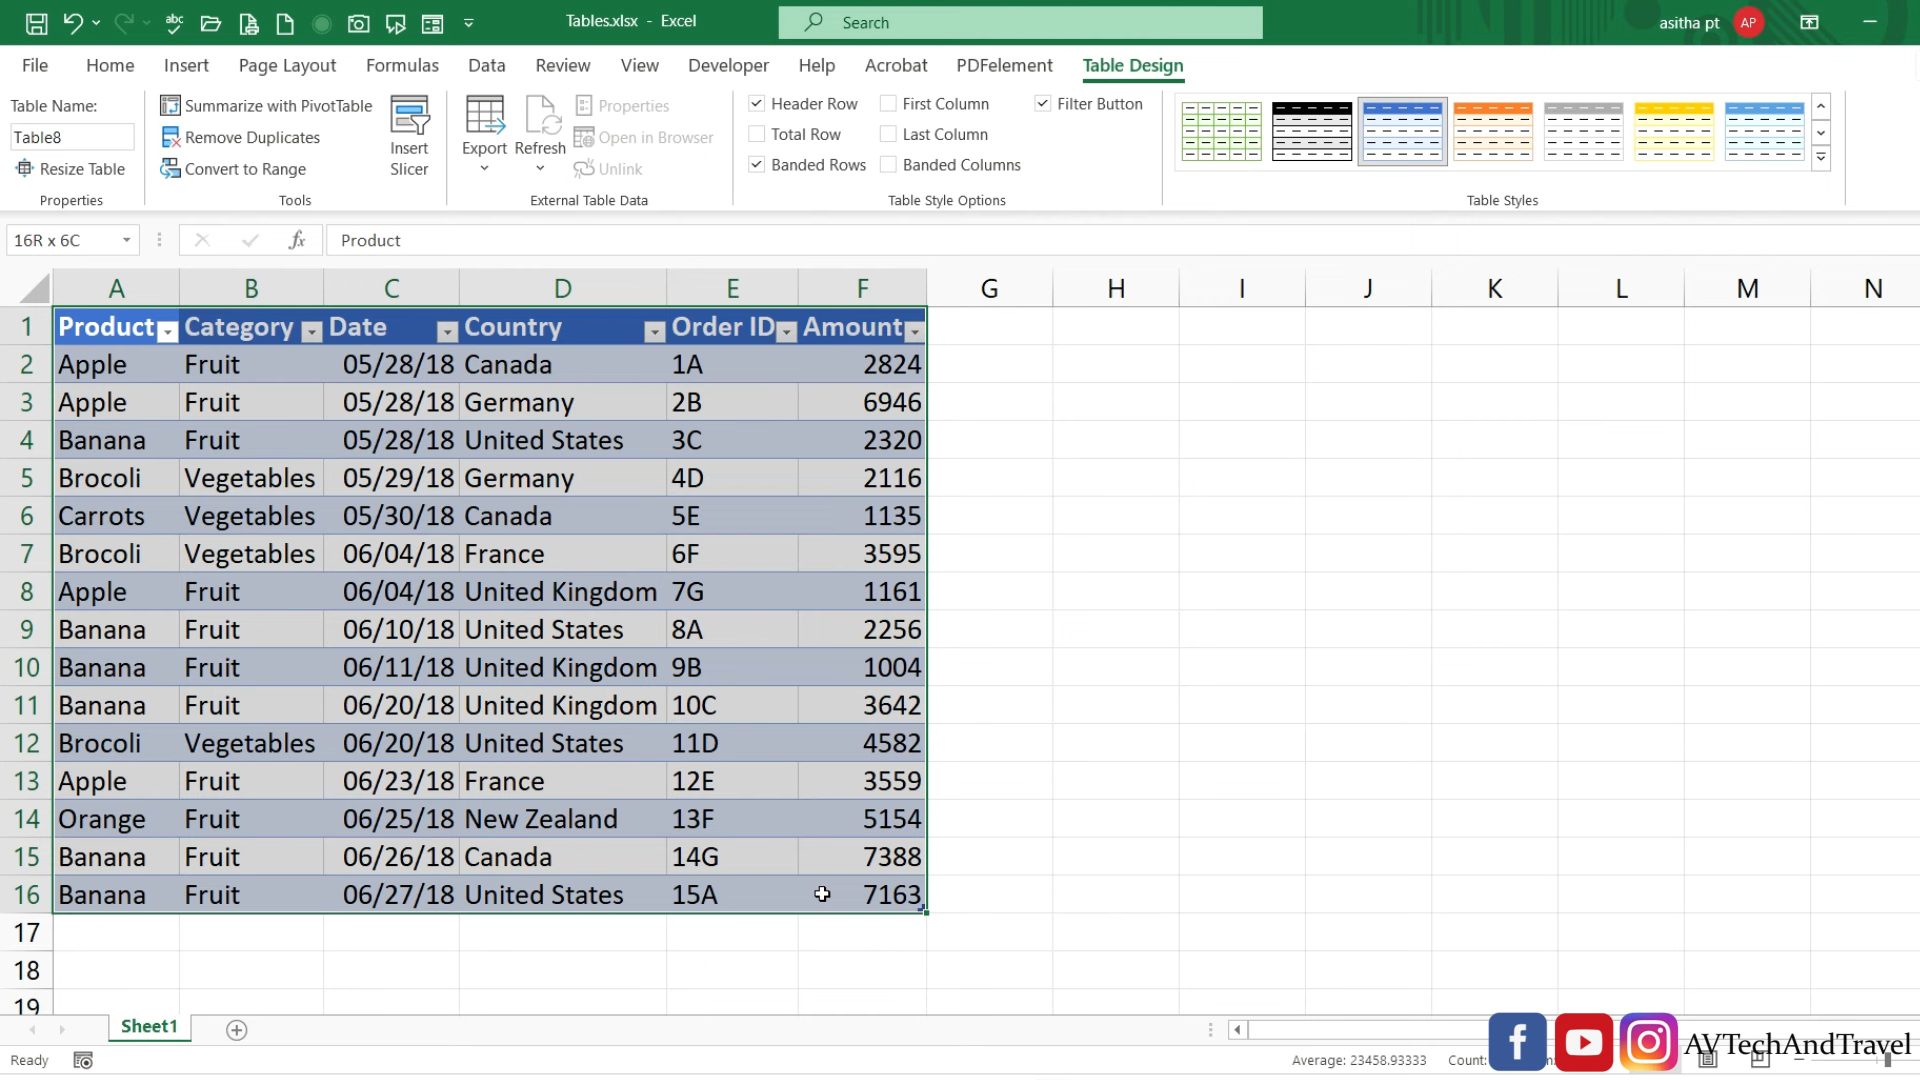 Tables.xlsx - Excel
Search
asitha pt AP
File Home Insert Page Layout Formulas Data Review View Developer Help Acrobat PDFelement Table Design
Table Name:
Table8
Resize Table
Properties
Summarize with PivotTable
Remove Duplicates
Convert to Range
Tools
Insert
Slicer
Export Refresh
Properties
Open in Browser
Unlink
External Table Data
Header Row First Column Filter Button
Total Row Last Column
Banded Rows Banded Columns
Table Style Options
Table Styles
16R x 6C fx Product
A B C D E F G H I J K L M N
1 Product Category Date Country Order ID Amount
2 Apple Fruit 05/28/18 Canada 1A 2824
3 Apple Fruit 05/28/18 Germany 2B 6946
4 Banana Fruit 05/28/18 United States 3C 2320
5 Brocoli Vegetables 05/29/18 Germany 4D 2116
6 Carrots Vegetables 05/30/18 Canada 5E 1135
7 Brocoli Vegetables 06/04/18 France 6F 3595
8 Apple Fruit 06/04/18 United Kingdom 7G 1161
9 Banana Fruit 06/10/18 United States 8A 2256
10 Banana Fruit 06/11/18 United Kingdom 9B 1004
11 Banana Fruit 06/20/18 United Kingdom 10C 3642
12 Brocoli Vegetables 06/20/18 United States 11D 4582
13 Apple Fruit 06/23/18 France 12E 3559
14 Orange Fruit 06/25/18 New Zealand 13F 5154
15 Banana Fruit 06/26/18 Canada 14G 7388
16 Banana Fruit 06/27/18 United States 15A 7163
17
18
19
Sheet1
Ready
Average: 23458.93333 Count:
AVTechAndTravel